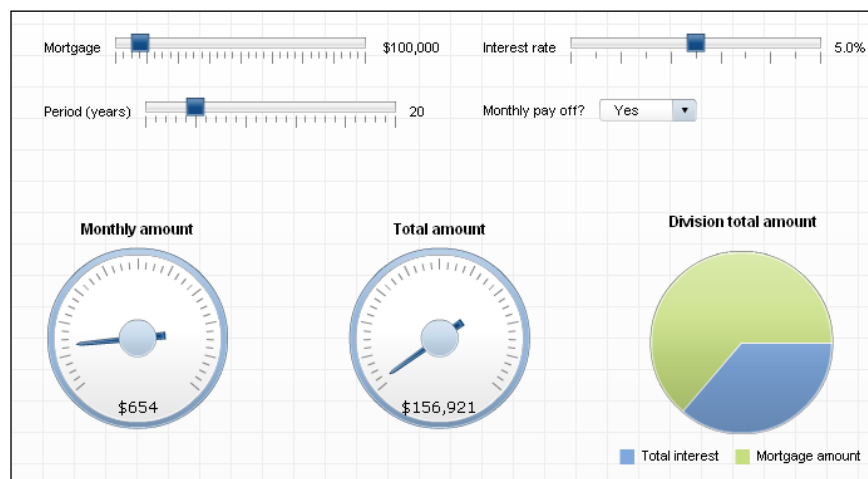 Mortgage $100,000 Interest rate 5.0%
Period (years) 20 Monthly pay off? Yes
Monthly amount Total amount Division total amount
$654 $156,921
Total interest Mortgage amount